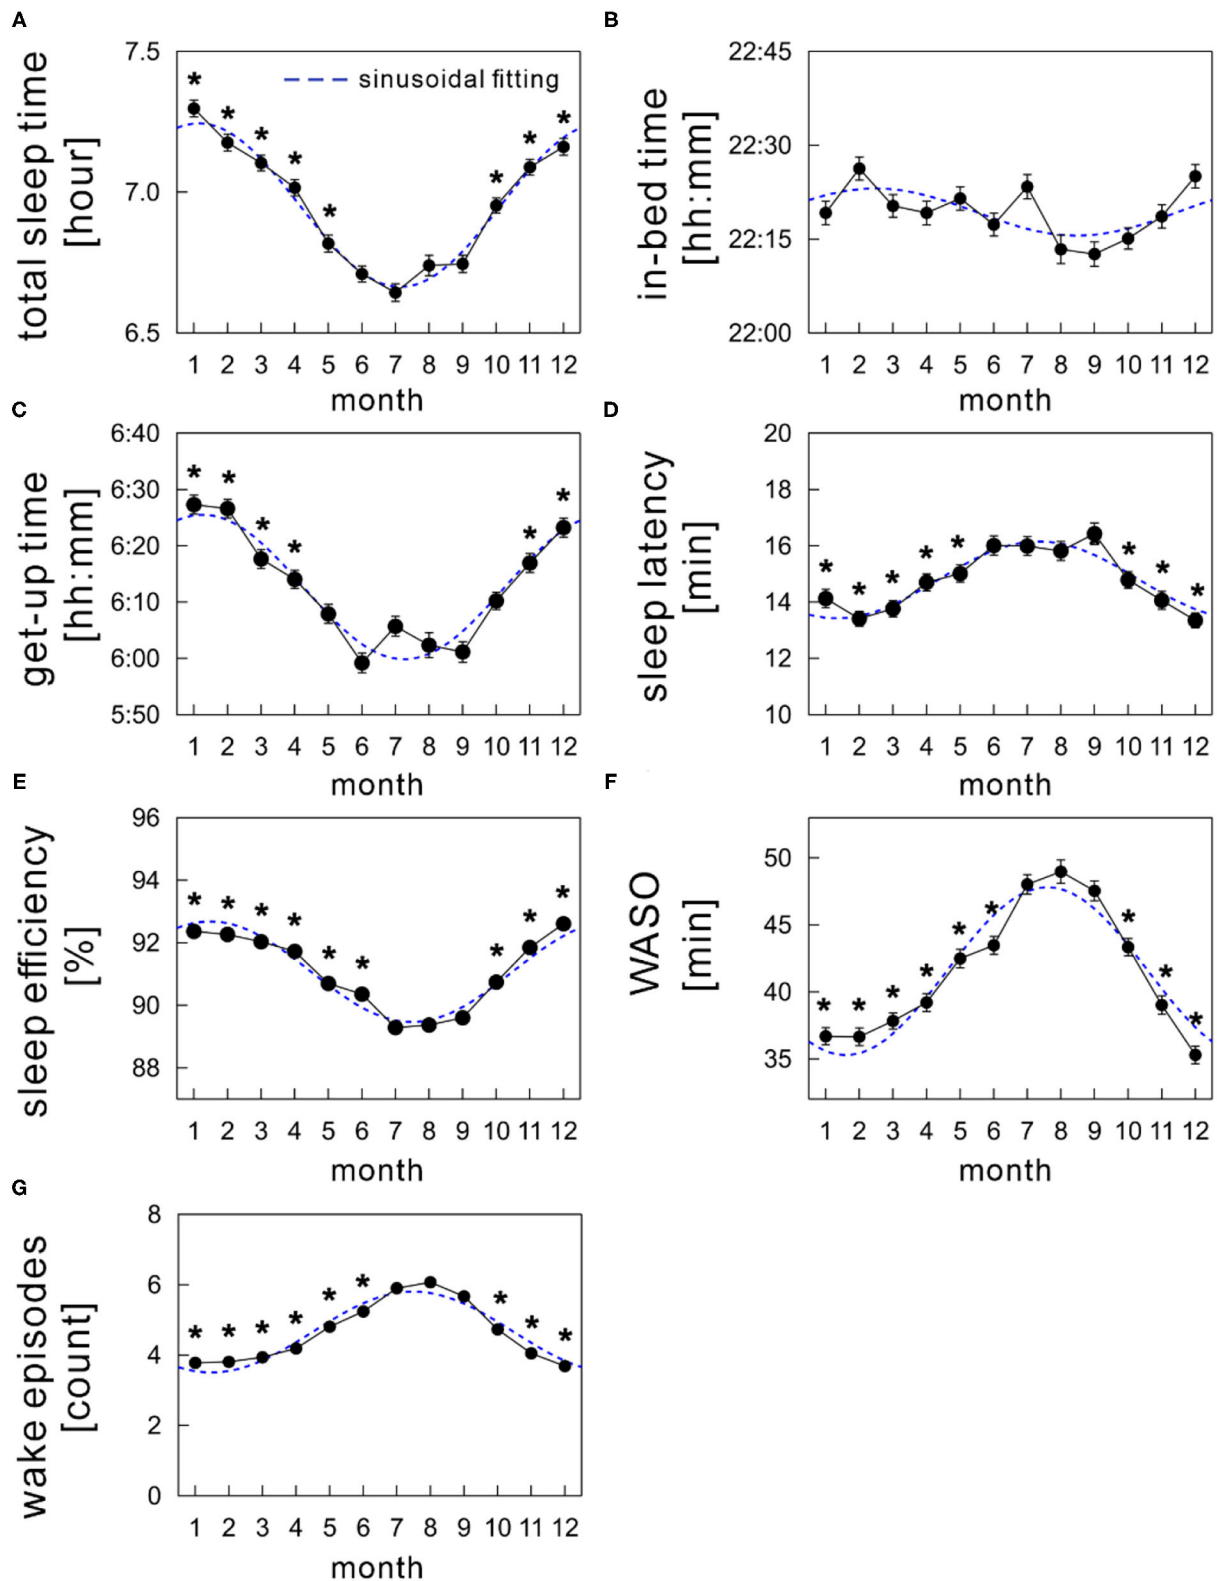 A
total sleep time
[hour]
7.5
7.0
6.5
sinusoidal fitting
* * * * * * * *
1 2 3 4 5 6 7 8 9 10 11 12
month
B
in-bed time
[hh:mm]
22:45
22:30
22:15
22:00
1 2 3 4 5 6 7 8 9 10 11 12
month
C
get-up time
[hh:mm]
6:40
6:30
6:20
6:10
6:00
5:50
* * * * * *
1 2 3 4 5 6 7 8 9 10 11 12
month
D
sleep latency
[min]
20
18
16
14
12
10
* * * * * * * *
1 2 3 4 5 6 7 8 9 10 11 12
month
E
sleep efficiency
[%]
96
94
92
90
88
* * * * * * * * *
1 2 3 4 5 6 7 8 9 10 11 12
month
F
WASO
[min]
50
45
40
35
* * * * * * * * *
1 2 3 4 5 6 7 8 9 10 11 12
month
G
wake episodes
[count]
8
6
4
2
0
* * * * * * * * *
1 2 3 4 5 6 7 8 9 10 11 12
month